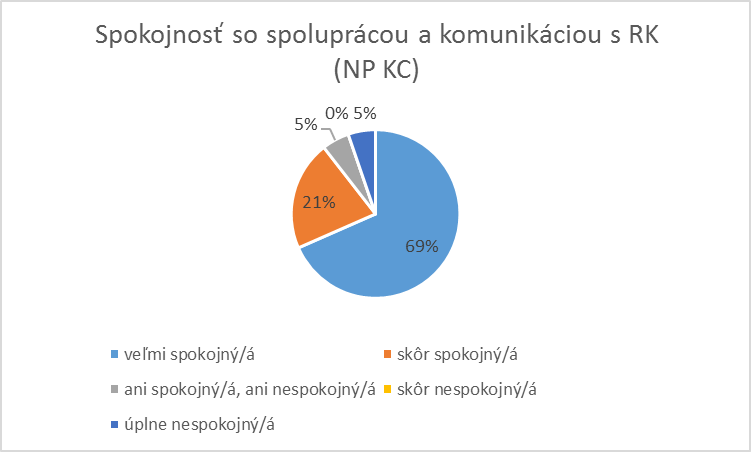 Spokojnosť so spoluprácou a komunikáciou s RK
(NP KC)
0% 5%
5%
21%
69%
veľmi spokojný/á
skôr spokojný/á
ani spokojný/á, ani nespokojný/á
skôr nespokojný/á
úplne nespokojný/á